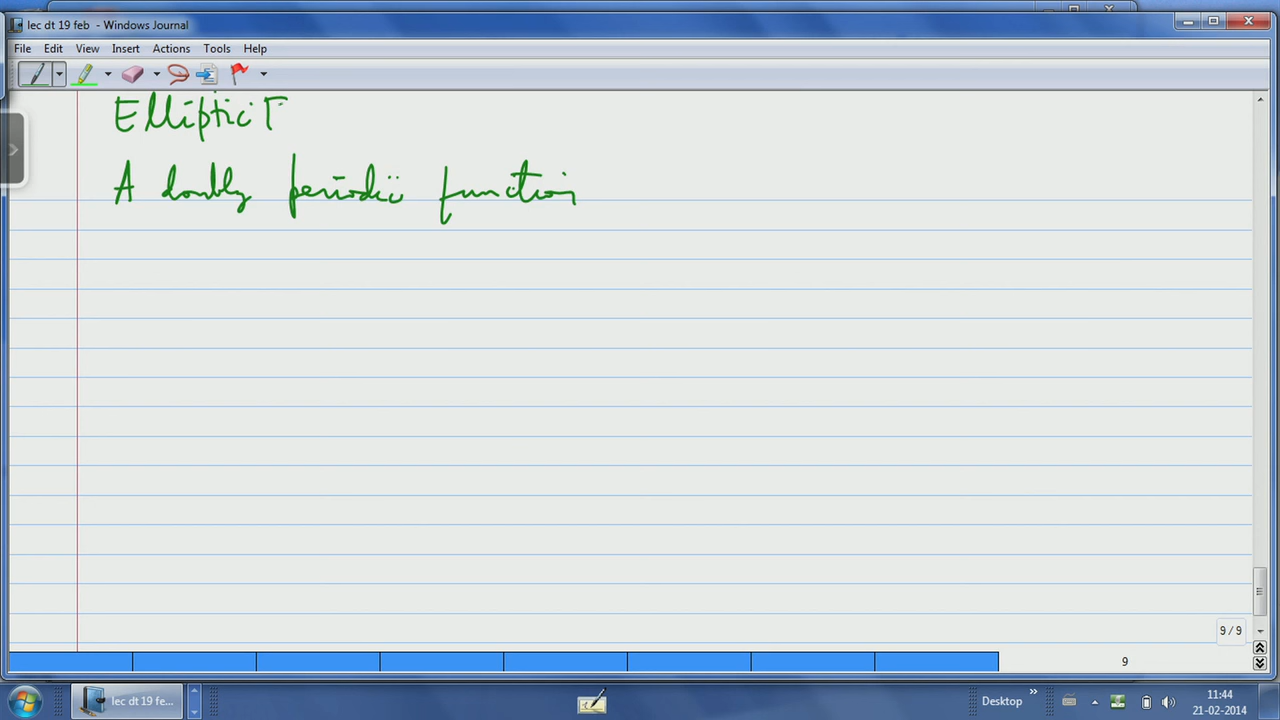 lec dt 19 feb - Windows Journal
File Edit View Insert Actions Tools Help
Elliptic F
A doubly periodic function
9 / 9
9
lec dt 19 fe...
Desktop
11:44
21-02-2014